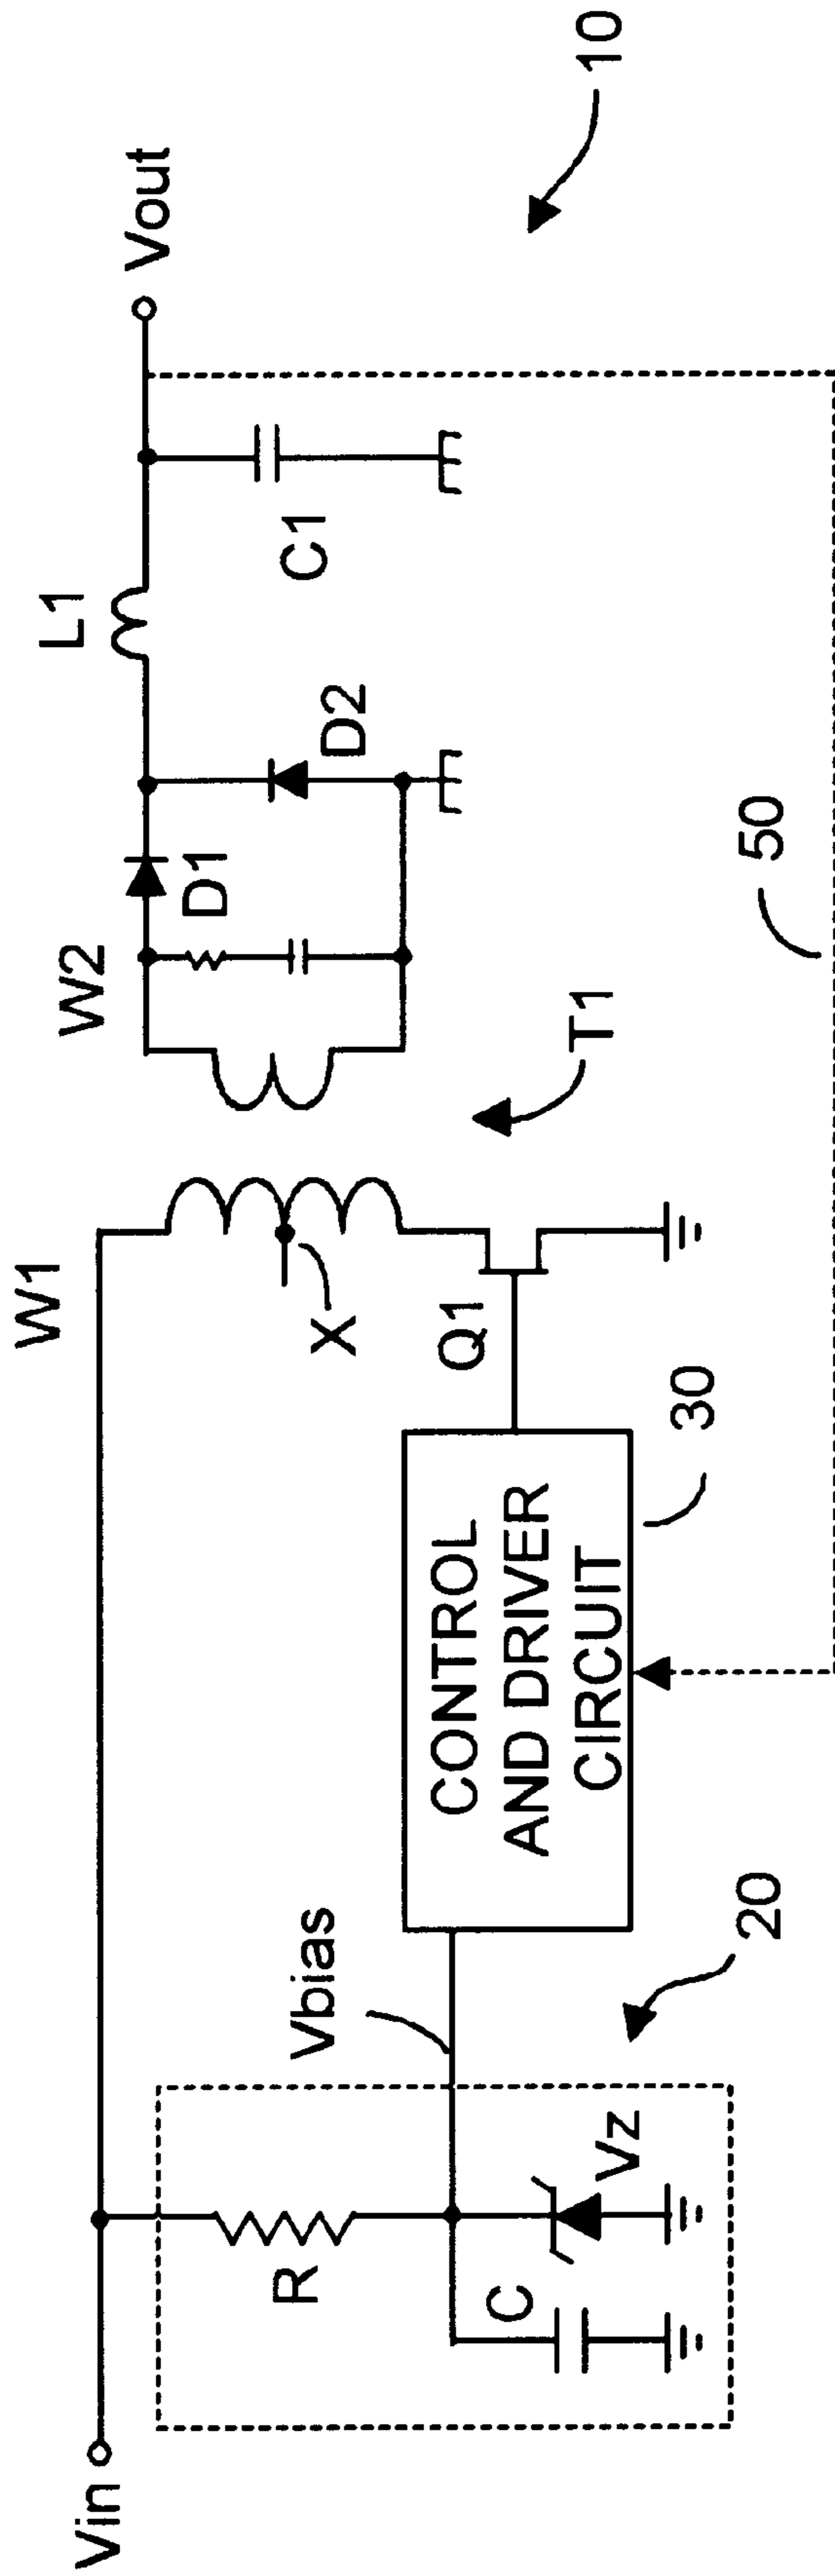 Vin
R
C
Vz
20
Vbias
CONTROL
AND DRIVER
CIRCUIT
30
Q1
X
W1
T1
W2
D1
D2
L1
C1
Vout
50
10